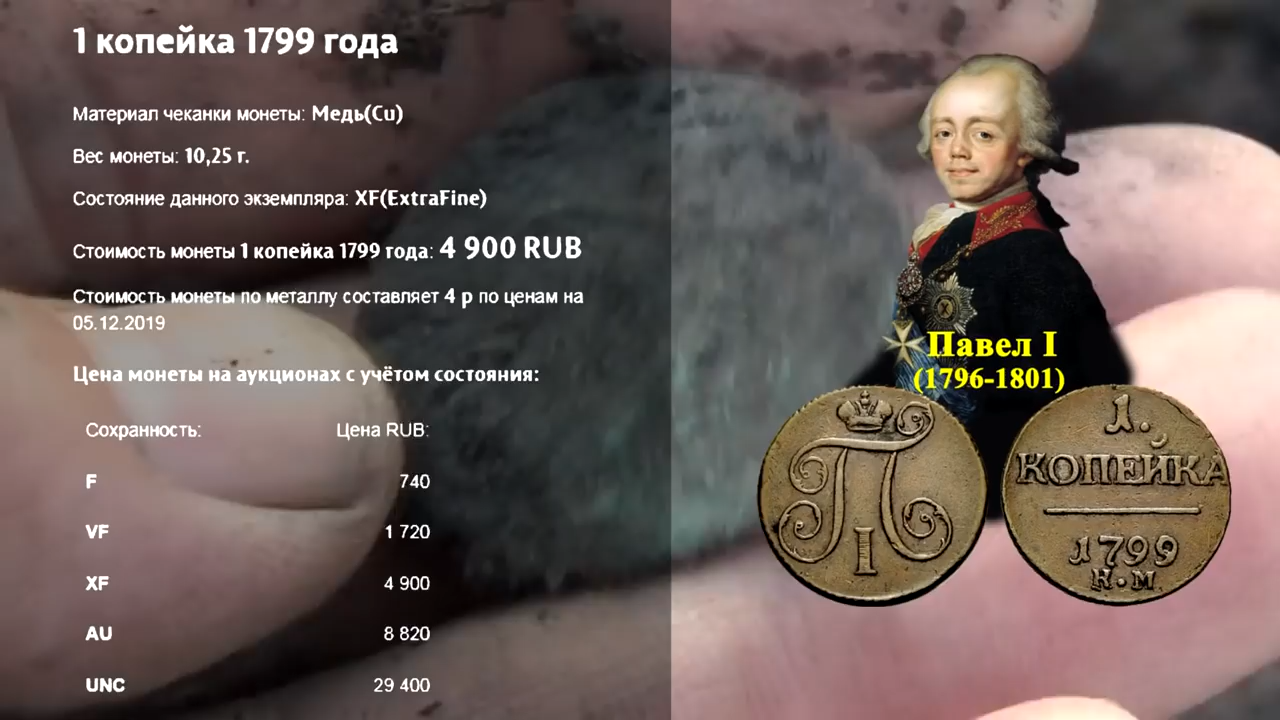 1 копейка 1799 года
Материал чеканки монеты: Медь(Cu)
Вес монеты: 10,25 г.
Состояние данного экземпляра: XF(ExtraFine)
Стоимость монеты 1 копейка 1799 года: 4 900 RUB
Стоимость монеты по металлу составляет 4 р по ценам на
05.12.2019
Цена монеты на аукционах с учётом состояния:
Сохранность: Цена RUB:
F 740
VF 1 720
XF 4 900
AU 8 820
UNC 29 400
Павел I
(1796-1801)
П
I
1.
КОПЕЙКА
1799
К·М